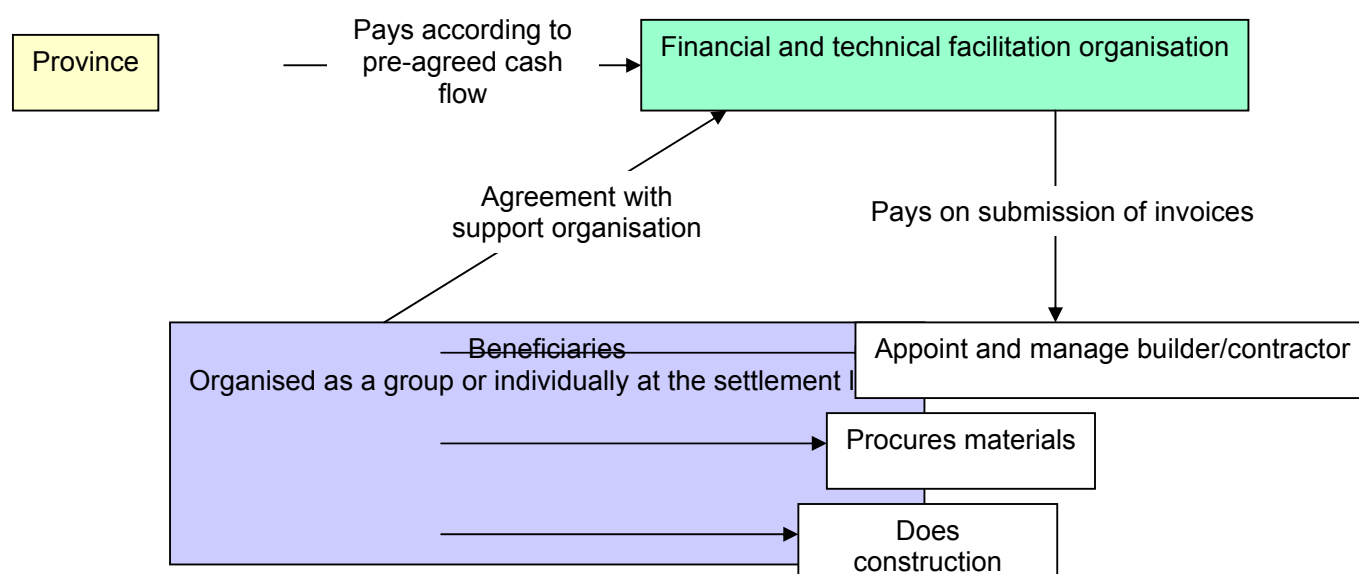 Province
Pays according to
pre-agreed cash
flow
Financial and technical facilitation organisation
Agreement with
support organisation
Pays on submission of invoices
Beneficiaries
Organised as a group or individually at the settlement
Appoint and manage builder/contractor
Procures materials
Does
construction